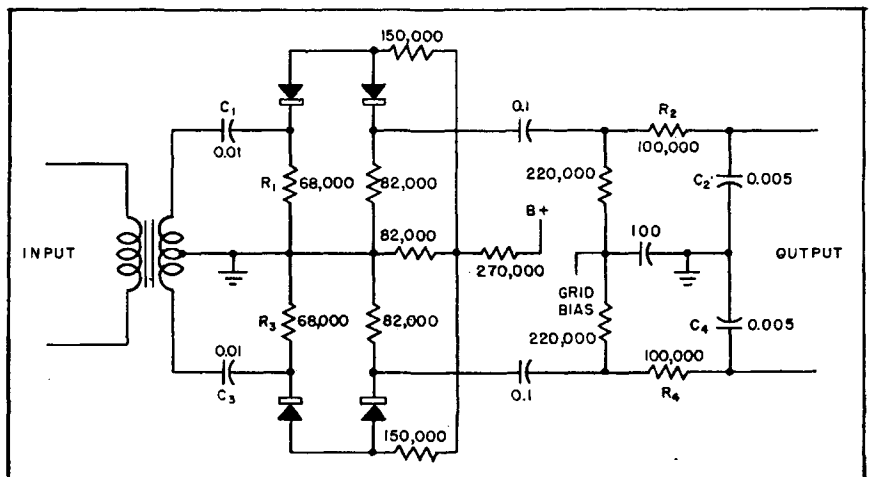 150,000
C1
0.01
0.1
R2
100,000
R1 68,000
82,000
220,000
C2
0.005
B+
82,000
100
INPUT
270,000
GRID
BIAS
OUTPUT
R3 68,000
82,000
220,000
C4
0.005
0.01
C3
100,000
0.1
R4
150,000